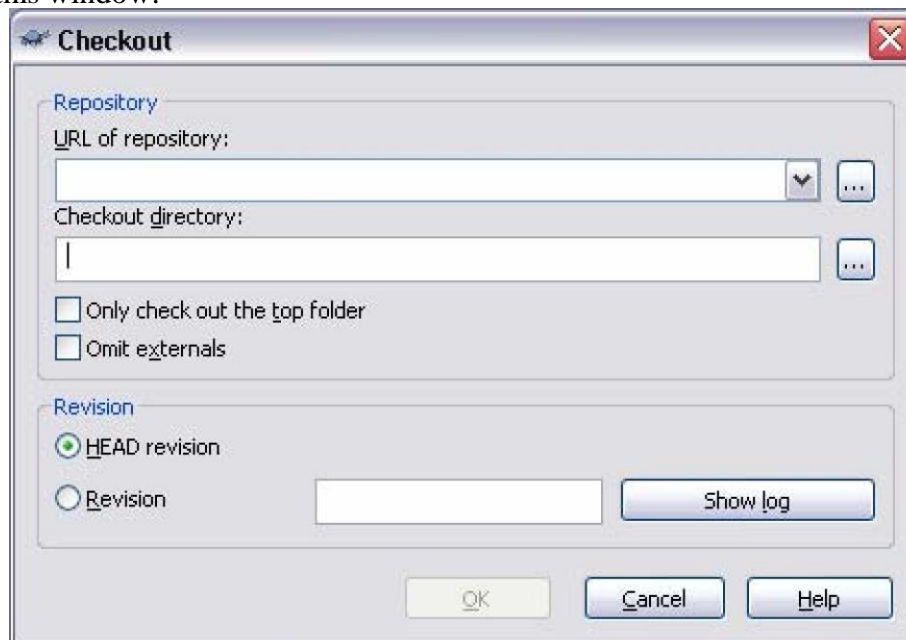 Checkout
Repository
URL of repository:
...
Checkout directory:
...
Only check out the top folder
Omit externals
Revision
HEAD revision
Revision
Show log
OK
Cancel
Help